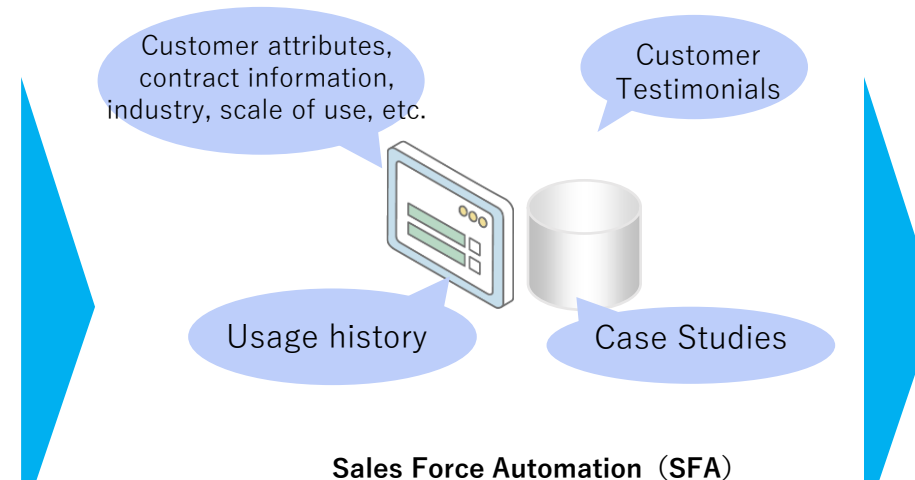 Customer attributes,
contract information,
industry, scale of use, etc.
Customer
Testimonials
Usage history
Case Studies
Sales Force Automation（SFA）